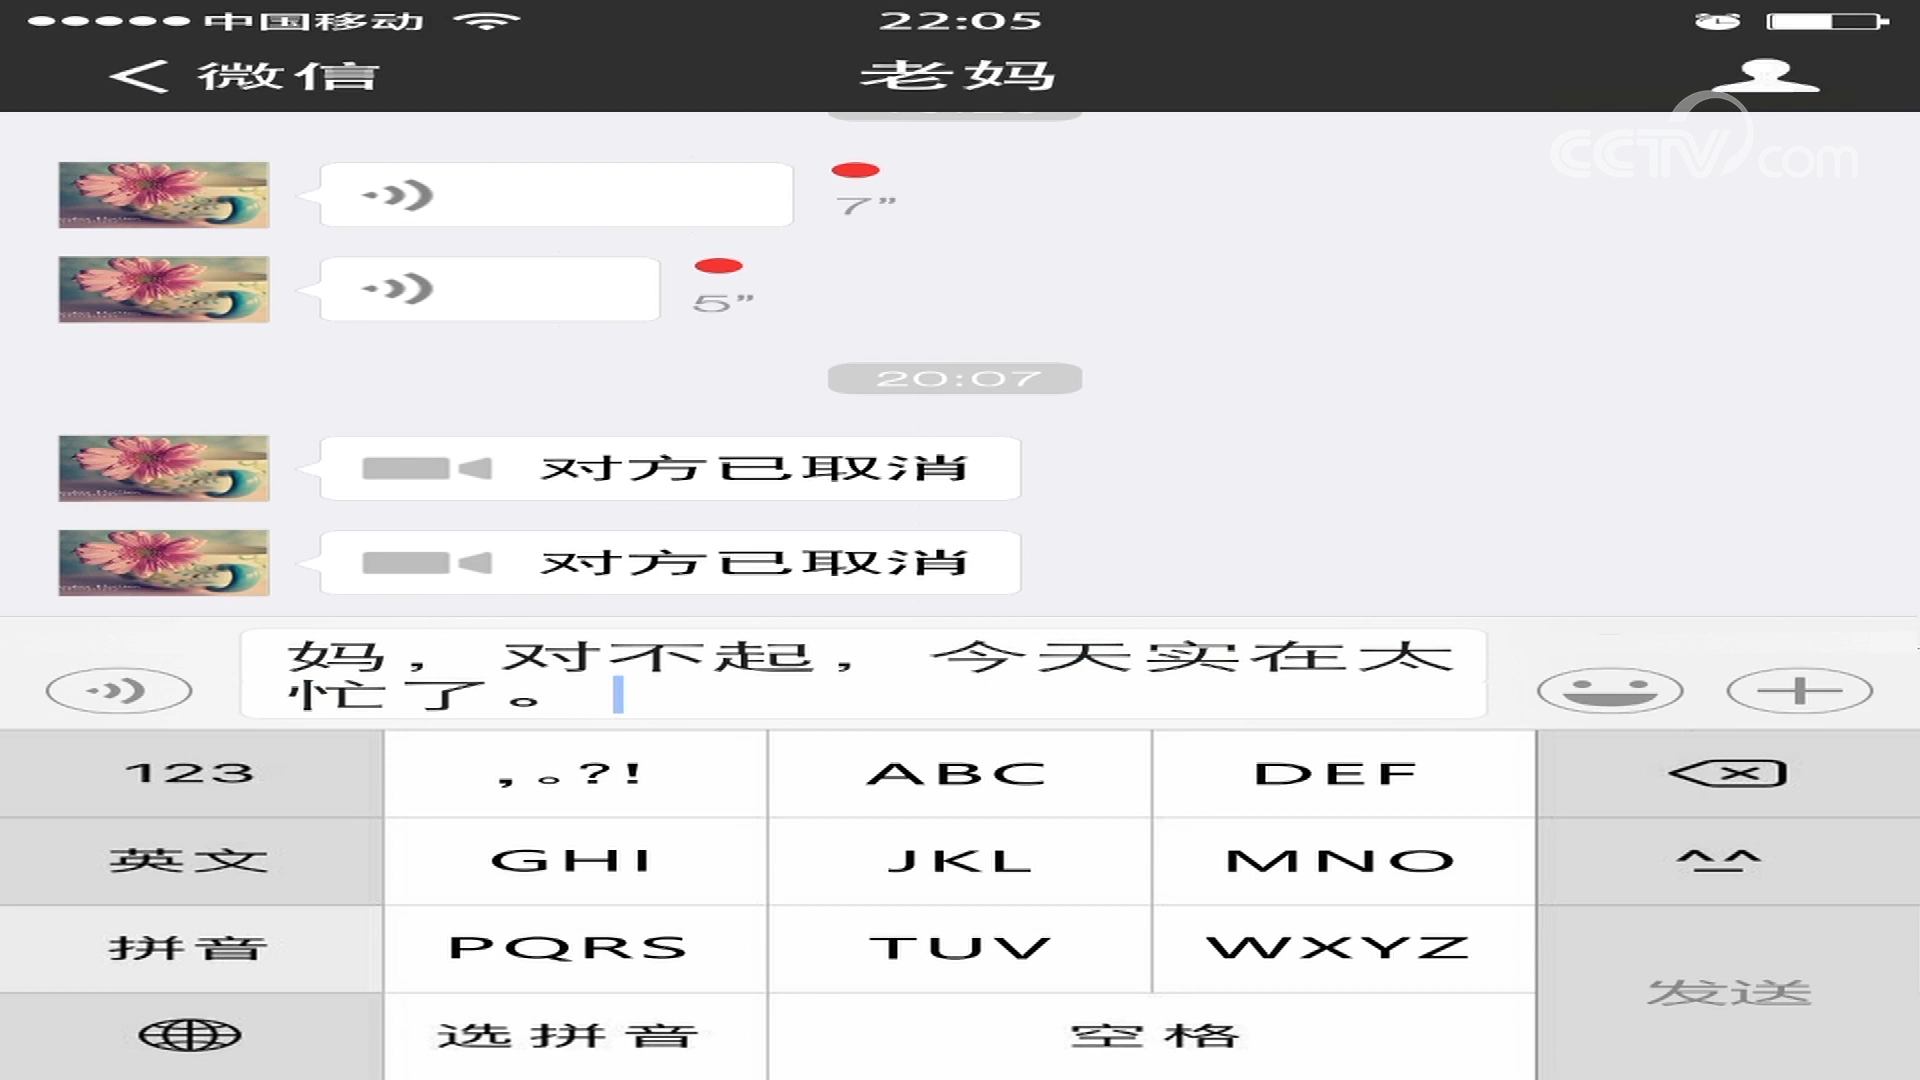 中国移动
22:05
微信
老妈
CCTV.com
7”
5”
20:07
对方已取消
对方已取消
妈，对不起，今天实在太
忙了。
123
，。?!
ABC
DEF
英文
GHI
JKL
MNO
^^
拼音
PQRS
TUV
WXYZ
发送
选拼音
空格